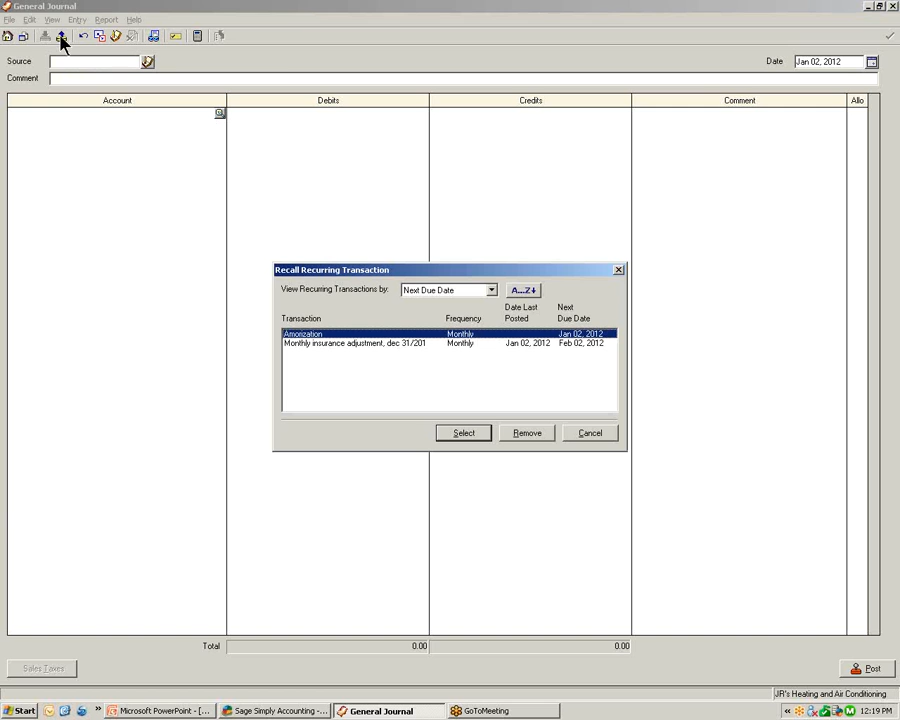 General Journal
File Edit View Entry Report Help
Source
Date Jan 02, 2012
Comment
Account Debits Credits Comment Allo
Recall Recurring Transaction
View Recurring Transactions by: Next Due Date A...Z
Date Last Next
Transaction Frequency Posted Due Date
Amorization Monthly Jan 02, 2012
Monthly insurance adjustment, dec 31/201 Monthly Jan 02, 2012 Feb 02, 2012
Select Remove Cancel
Total 0.00 0.00
Sales Taxes Post
JR's Heating and Air Conditioning
Start » Microsoft PowerPoint - [... Sage Simply Accounting -... General Journal GoToMeeting « 12:19 PM